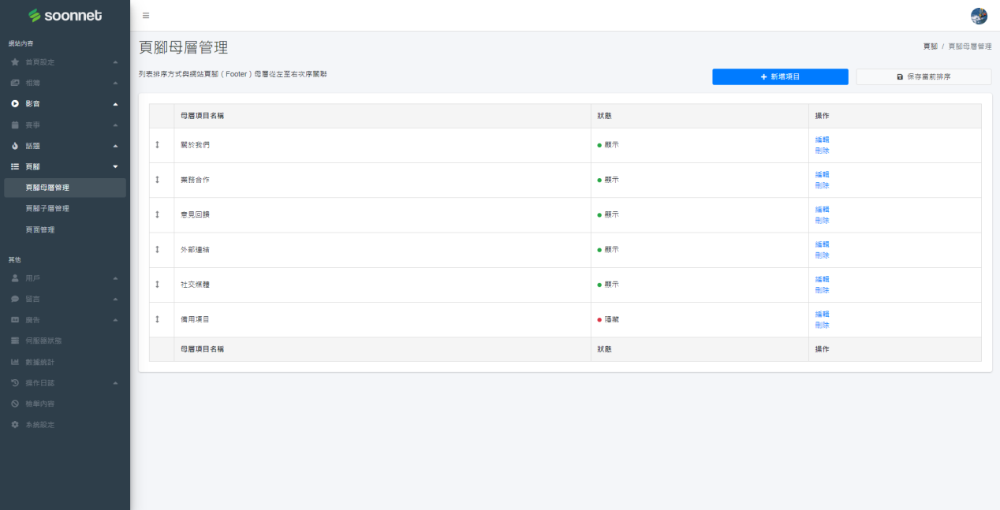 soonnet
網站內容
首頁設定
相簿
影音
賽事
話題
頁腳
頁腳母層管理
頁腳子層管理
頁面管理
其他
用戶
留言
廣告
伺服器狀態
數據統計
操作日誌
檢舉內容
系統設定
頁腳母層管理
頁腳 / 頁腳母層管理
列表排序方式與網站頁腳 ( Footer ) 母層從左至右次序關聯
新增項目
保存當前排序
母層項目名稱 狀態 操作
關於我們 顯示 編輯
刪除
業務合作 顯示 編輯
刪除
意見回饋 顯示 編輯
刪除
外部連結 顯示 編輯
刪除
社交媒體 顯示 編輯
刪除
備用項目 隱藏 編輯
刪除
母層項目名稱 狀態 操作